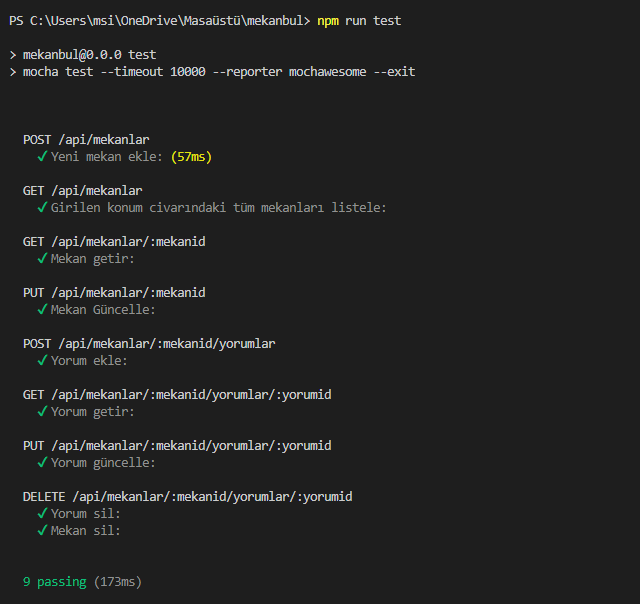 PS C:\Users\msi\OneDrive\Masaüstü\mekanbul> npm run test
> mekanbul@0.0.0 test
> mocha test --timeout 10000 --reporter mochawesome --exit
POST /api/mekanlar
✓ Yeni mekan ekle: (57ms)
GET /api/mekanlar
✓ Girilen konum civarındaki tüm mekanları listele:
GET /api/mekanlar/:mekanid
✓ Mekan getir:
PUT /api/mekanlar/:mekanid
✓ Mekan Güncelle:
POST /api/mekanlar/:mekanid/yorumlar
✓ Yorum ekle:
GET /api/mekanlar/:mekanid/yorumlar/:yorumid
✓ Yorum getir:
PUT /api/mekanlar/:mekanid/yorumlar/:yorumid
✓ Yorum güncelle:
DELETE /api/mekanlar/:mekanid/yorumlar/:yorumid
✓ Yorum sil:
✓ Mekan sil:
9 passing (173ms)